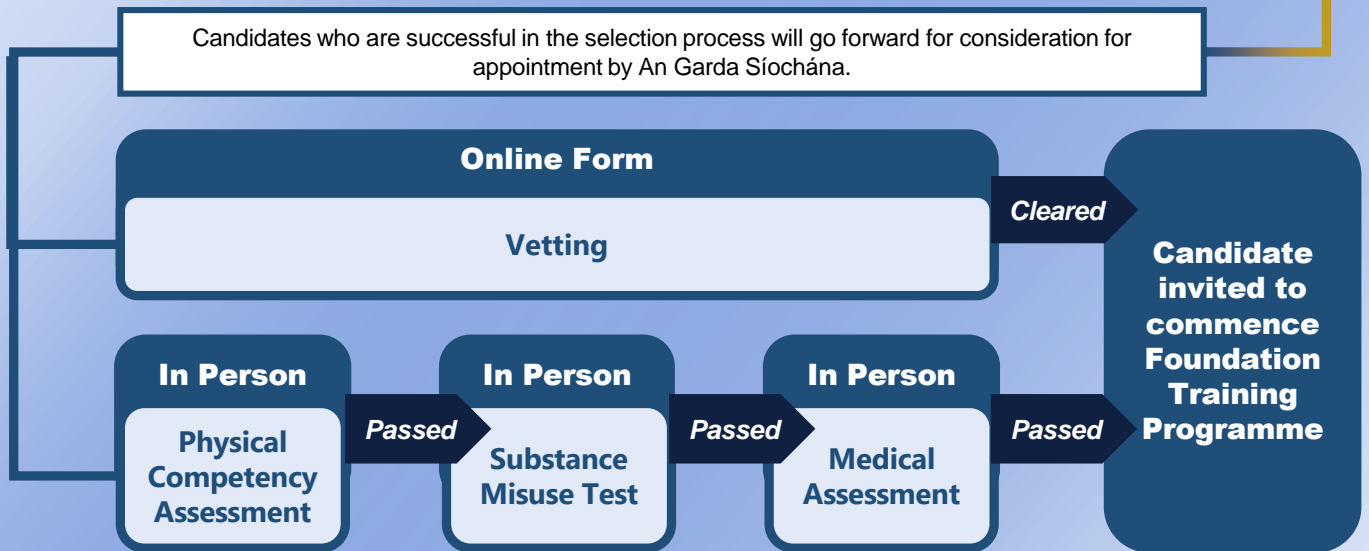 Candidates who are successful in the selection process will go forward for consideration for
appointment by An Garda Síochána.
Online Form
Vetting
Cleared
In Person
Physical
Competency
Assessment
Passed
In Person
Substance
Misuse Test
Passed
In Person
Medical
Assessment
Passed
Candidate
invited to
commence
Foundation
Training
Programme